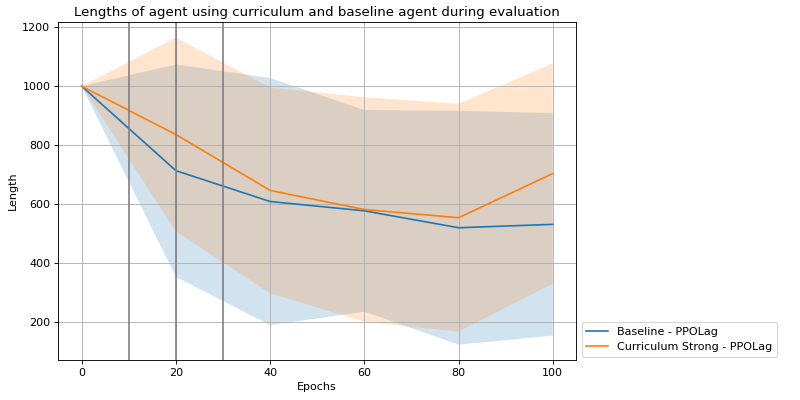 Lengths of agent using curriculum and baseline agent during evaluation
1200
1000
800
600
400
200
Length
0 20 40 60 80 100
Epochs
Baseline - PPOLag
Curriculum Strong - PPOLag